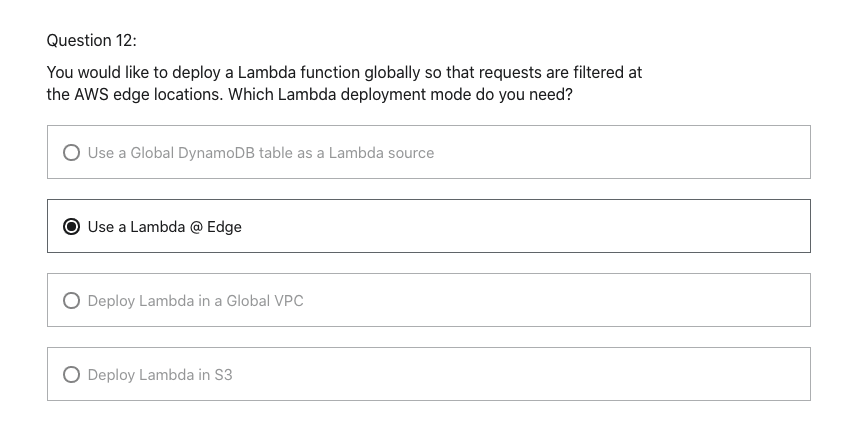 Question 12:
You would like to deploy a Lambda function globally so that requests are filtered at
the AWS edge locations. Which Lambda deployment mode do you need?
Use a Global DynamoDB table as a Lambda source
Use a Lambda @ Edge
Deploy Lambda in a Global VPC
Deploy Lambda in S3